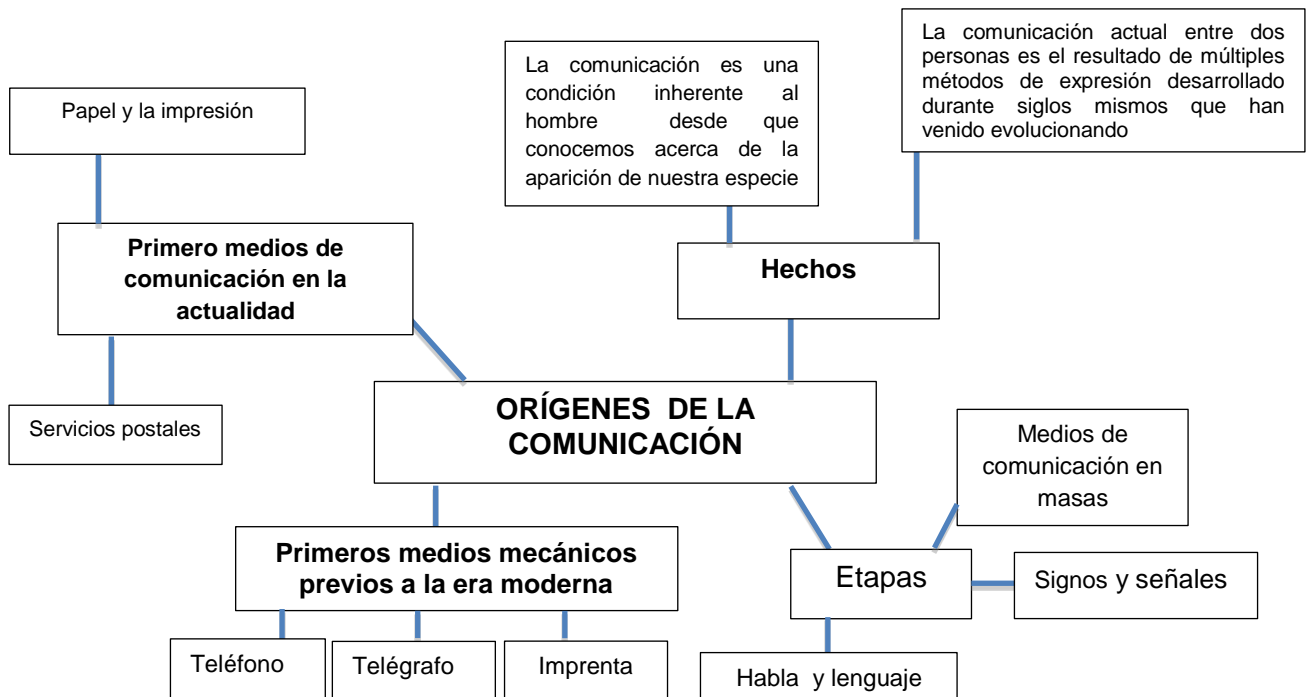 La comunicación actual entre dos
personas es el resultado de múltiples
métodos de expresión desarrollado
durante siglos mismos que han
venido evolucionando
La comunicación es una
condición inherente al
hombre desde que
conocemos acerca de la
aparición de nuestra especie
Papel y la impresión
Primero medios de
comunicación en la
actualidad
Hechos
Servicios postales
ORÍGENES DE LA
COMUNICACIÓN
Medios de
comunicación en
masas
Primeros medios mecánicos
previos a la era moderna
Etapas
Signos y señales
Teléfono
Telégrafo
Imprenta
Habla y lenguaje